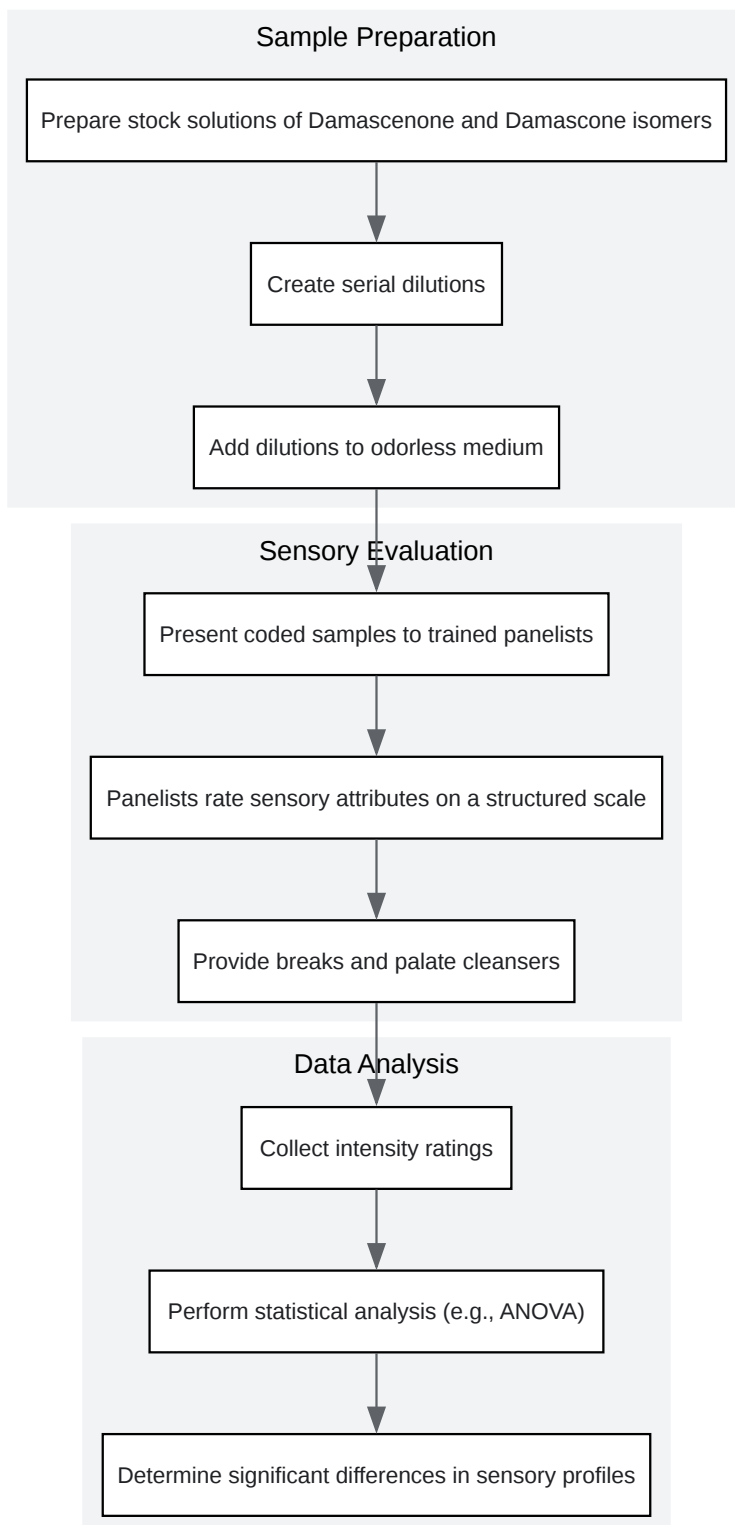 Sample Preparation
Prepare stock solutions of Damascenone and Damascone isomers
Create serial dilutions
Add dilutions to odorless medium
Sensory Evaluation
Present coded samples to trained panelists
Panelists rate sensory attributes on a structured scale
Provide breaks and palate cleansers
Data Analysis
Collect intensity ratings
Perform statistical analysis (e.g., ANOVA)
Determine significant differences in sensory profiles